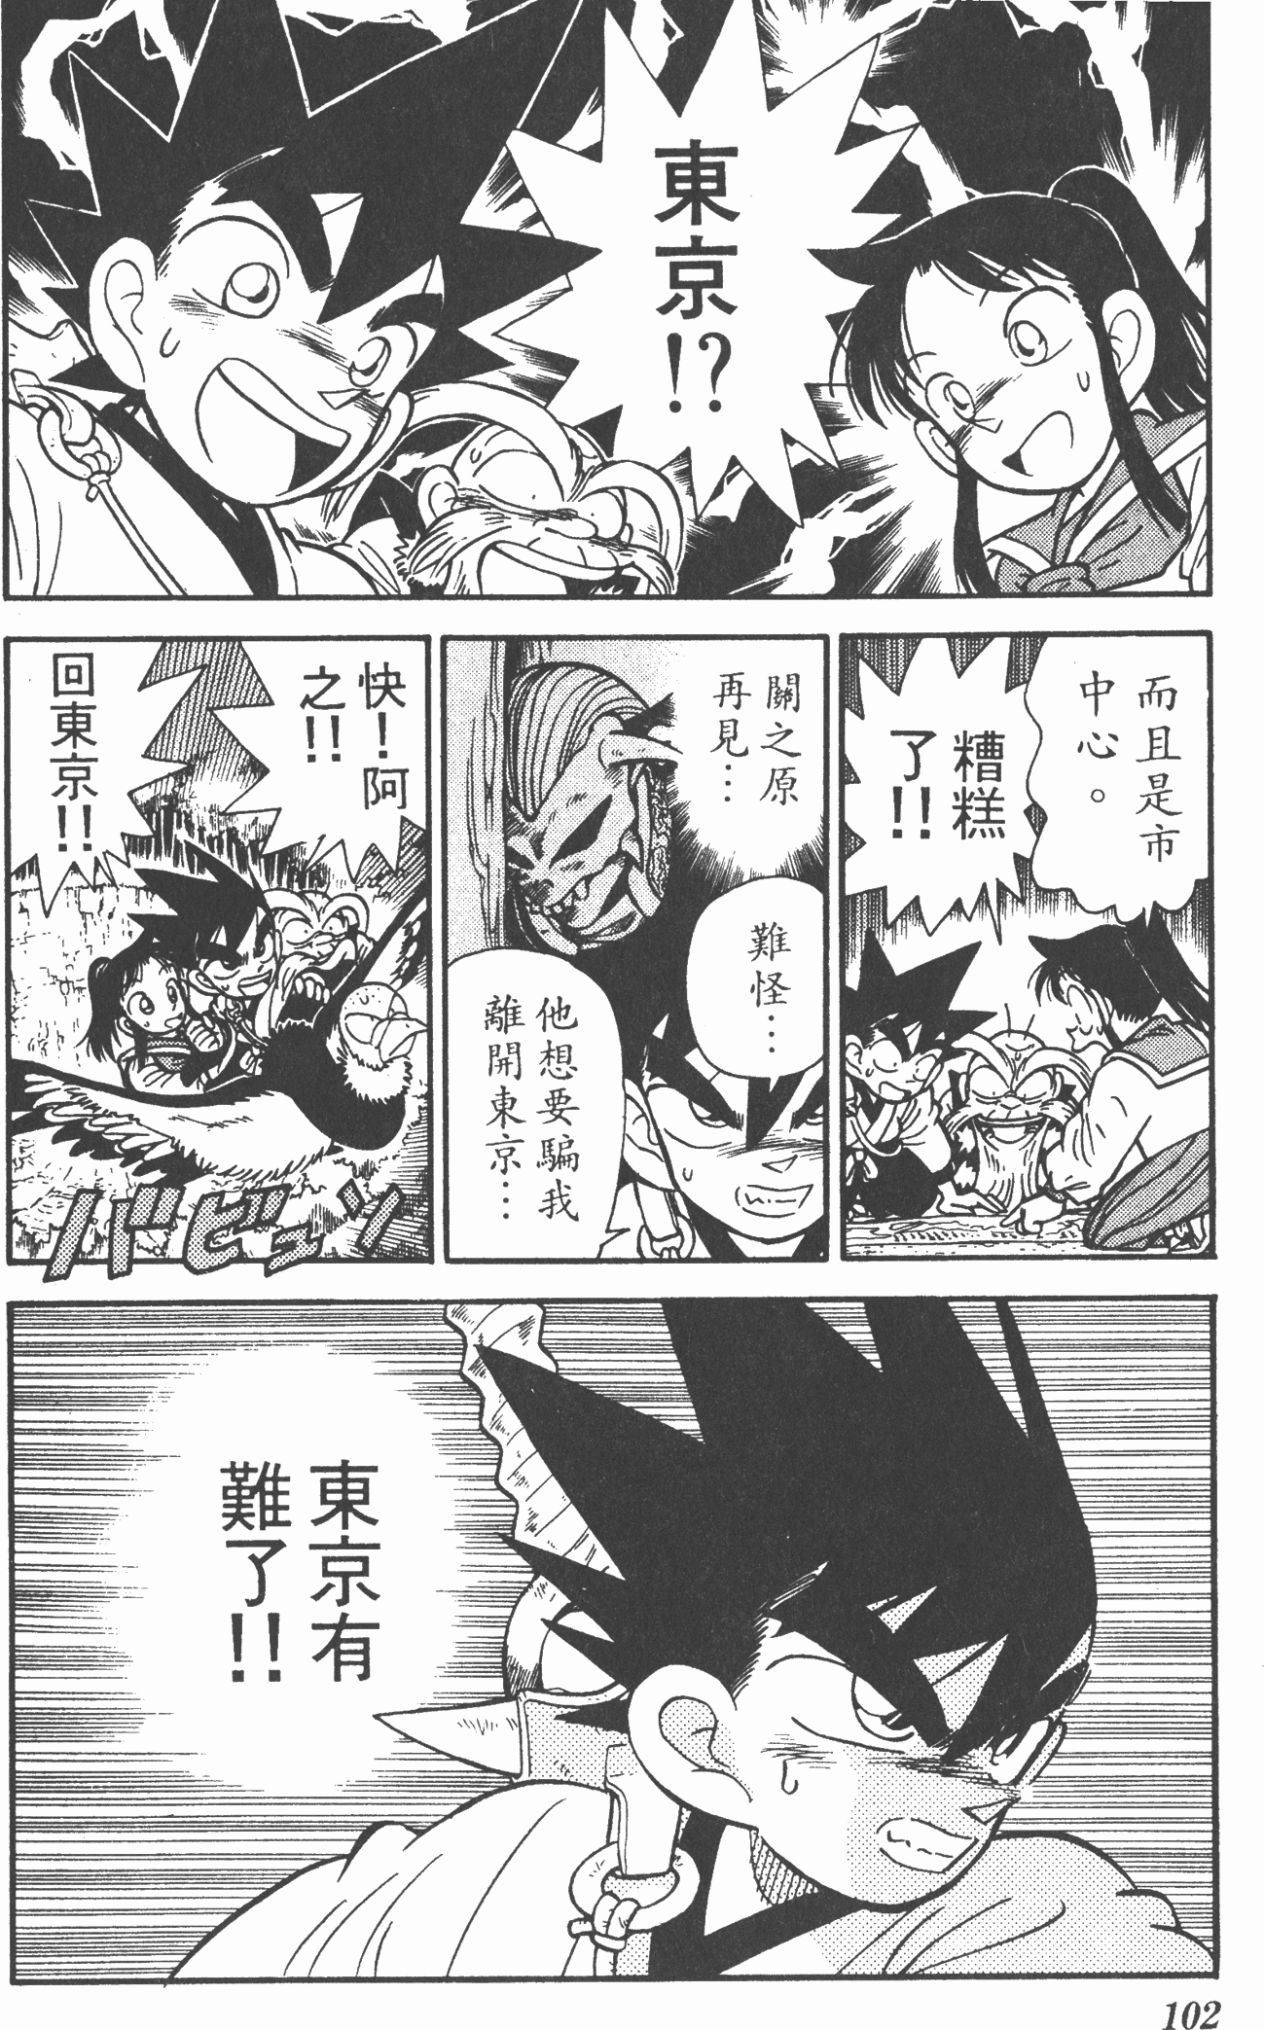 東京!?
而且是市
中心。
糟糕
了!!
關之原
再見…
難怪…
他想要騙我
離開東京…
快！阿
之!!
回東京!!
バビュン
東京有
難了!!
102